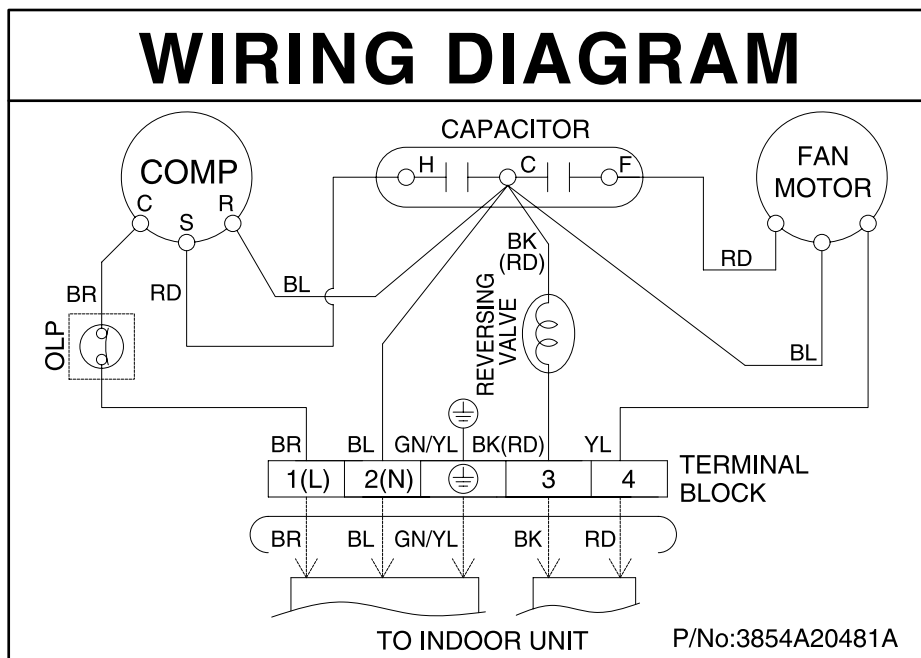 WIRING DIAGRAM
CAPACITOR
H C F
COMP
C S R
FAN
MOTOR
BK
(RD)
BR RD BL RD BL
OLP
REVERSING
VALVE
BR BL GN/YL BK(RD) YL
1(L) 2(N) 3 4
TERMINAL
BLOCK
BR BL GN/YL BK RD
TO INDOOR UNIT
P/No:3854A20481A